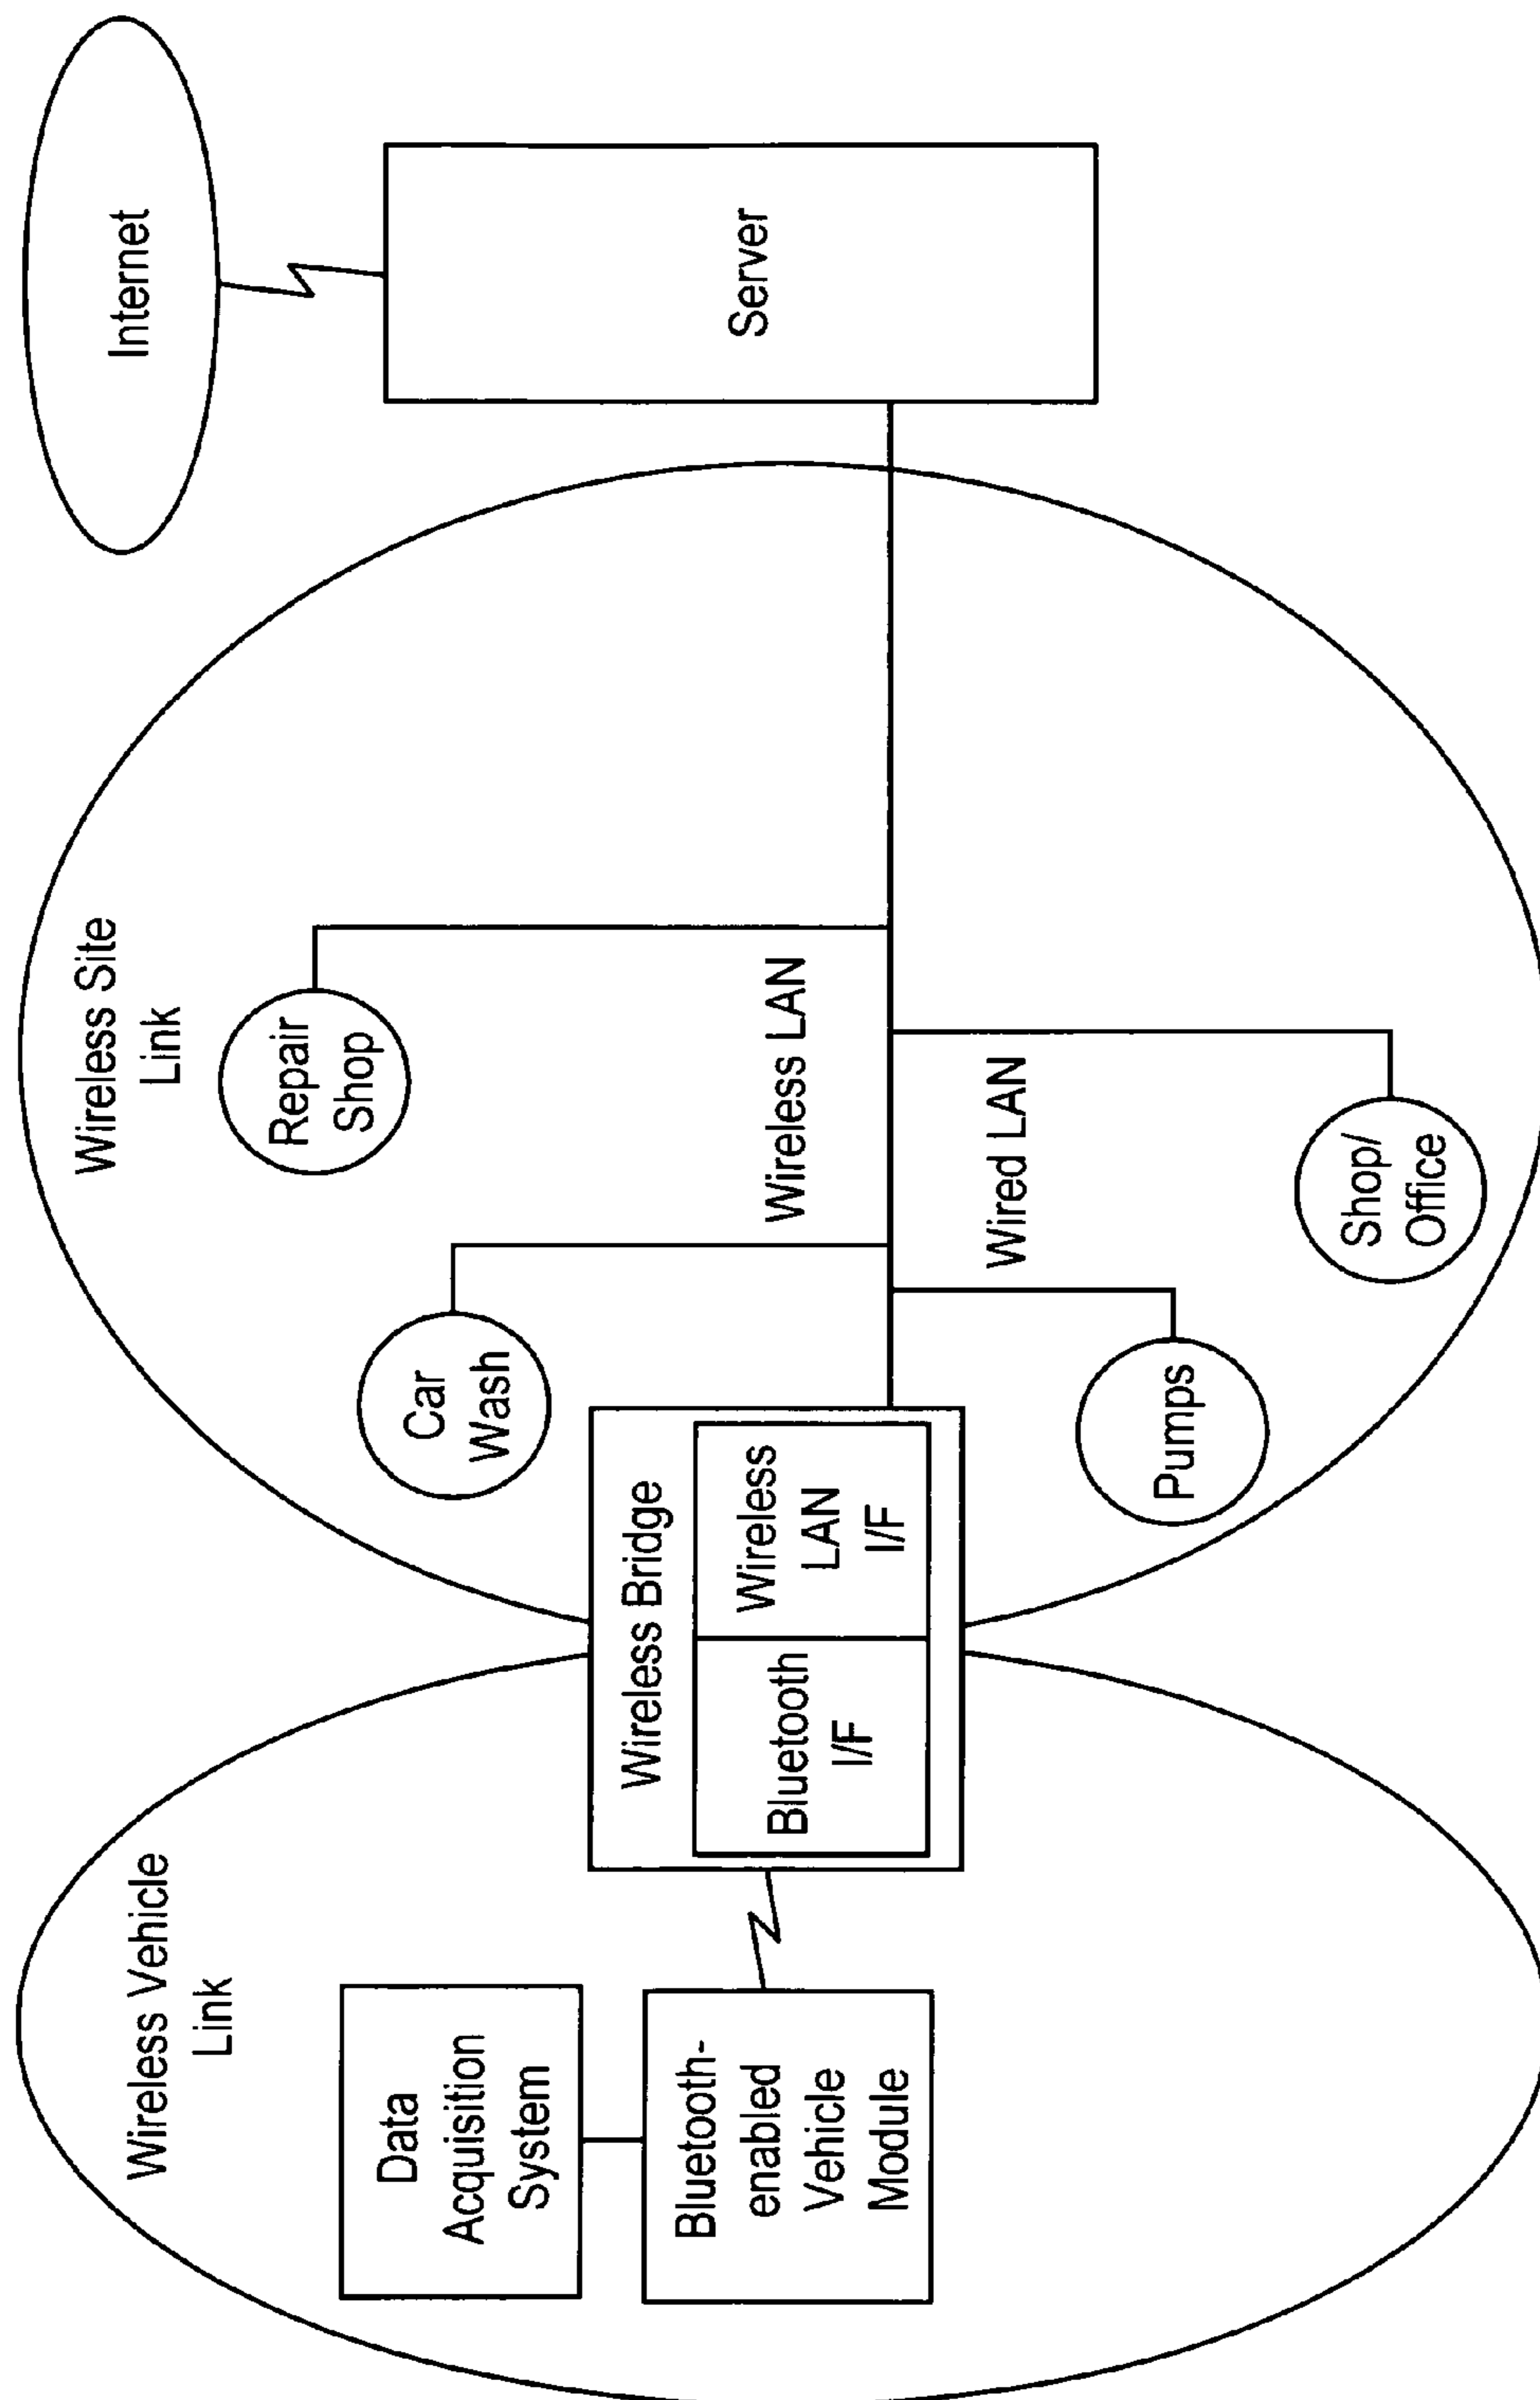 Wireless Vehicle
Link
Data
Acquisition
System
Bluetooth-
enabled
Vehicle
Module
Wireless Bridge
Bluetooth
I/F
Wireless
LAN
I/F
Wireless Site
Link
Car
Wash
Repair
Shop
Wireless LAN
Wired LAN
Pumps
Shop/
Office
Internet
Server